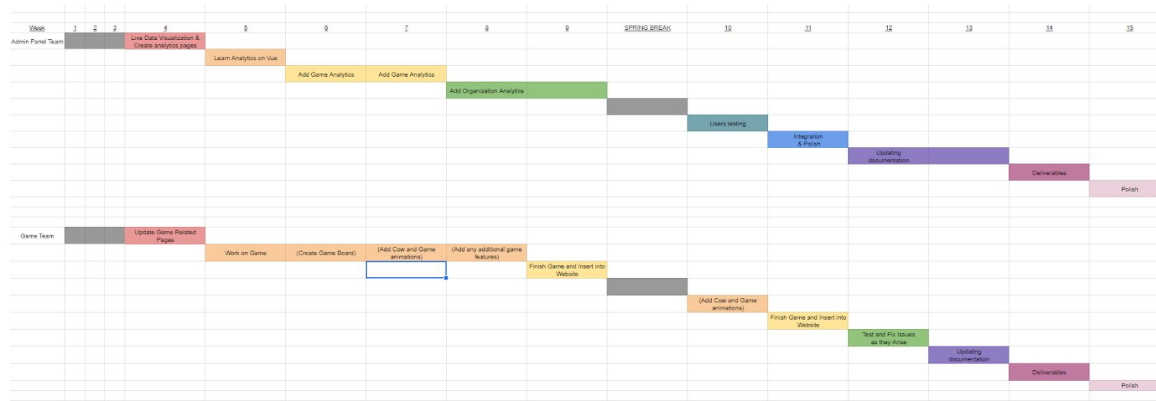 Week 1 2 3 4 5 6 7 8 9 SPRING BREAK 10 11 12 13 14 15
Admin Panel Team
Live Data Visualization &
Create analytics pages
Learn Analytics on Vue
Add Game Analytics Add Game Analytics
Add Organization Analytics
Users testing
Integration
& Polish
Updating
documentation
Deliverables
Polish
Game Team
Update Game Related
Pages
Work on Game
(Create Game Board)
(Add Cow and Game
animations)
(Add any additional game
features)
Finish Game and Insert into
Website
(Add Cow and Game
animations)
Finish Game and Insert into
Website
Test and Fix Issues
as they Arise
Updating
documentation
Deliverables
Polish